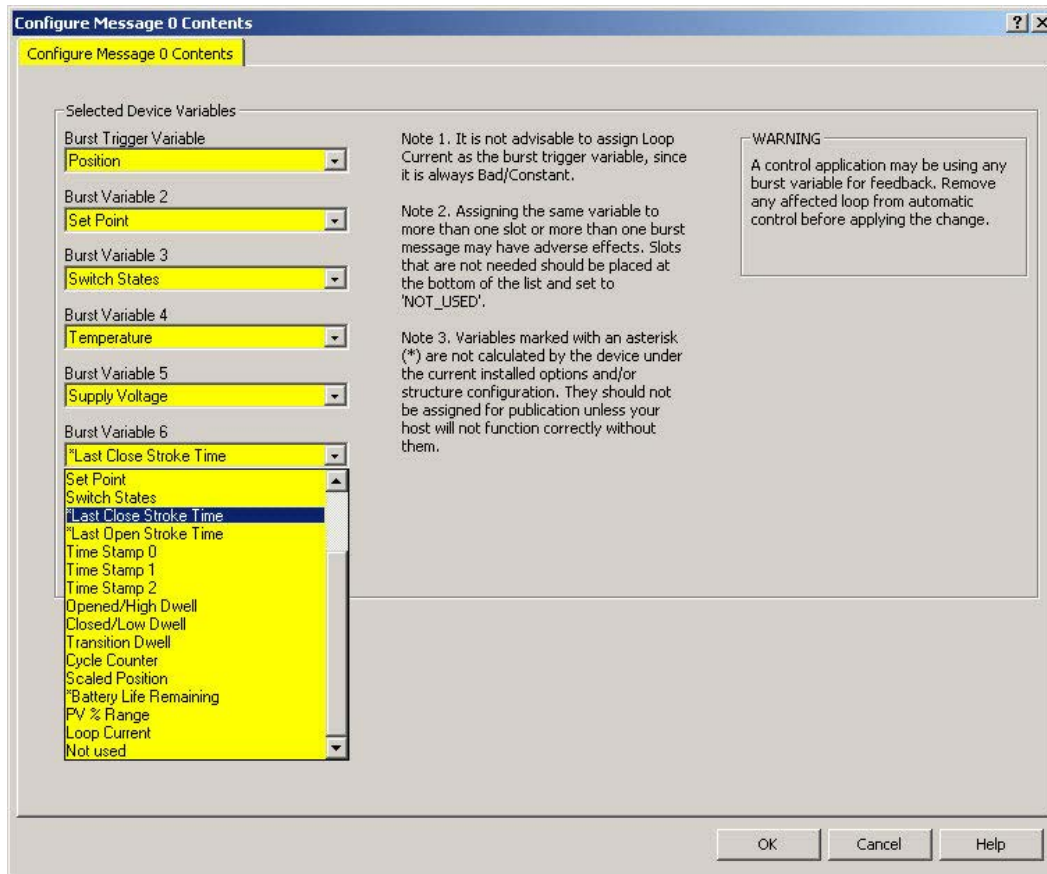 Configure Message 0 Contents
Configure Message 0 Contents
Selected Device Variables
Burst Trigger Variable
Position
Burst Variable 2
Set Point
Burst Variable 3
Switch States
Burst Variable 4
Temperature
Burst Variable 5
Supply Voltage
Burst Variable 6
*Last Close Stroke Time
Set Point
Switch States
*Last Close Stroke Time
*Last Open Stroke Time
Time Stamp 0
Time Stamp 1
Time Stamp 2
Opened/High Dwell
Closed/Low Dwell
Transition Dwell
Cycle Counter
Scaled Position
*Battery Life Remaining
PV % Range
Loop Current
Not used
Note 1. It is not advisable to assign Loop
Current as the burst trigger variable, since
it is always Bad/Constant.
Note 2. Assigning the same variable to
more than one slot or more than one burst
message may have adverse effects. Slots
that are not needed should be placed at
the bottom of the list and set to
'NOT_USED'.
Note 3. Variables marked with an asterisk
(*) are not calculated by the device under
the current installed options and/or
structure configuration. They should not
be assigned for publication unless your
host will not function correctly without
them.
WARNING
A control application may be using any
burst variable for feedback. Remove
any affected loop from automatic
control before applying the change.
OK
Cancel
Help